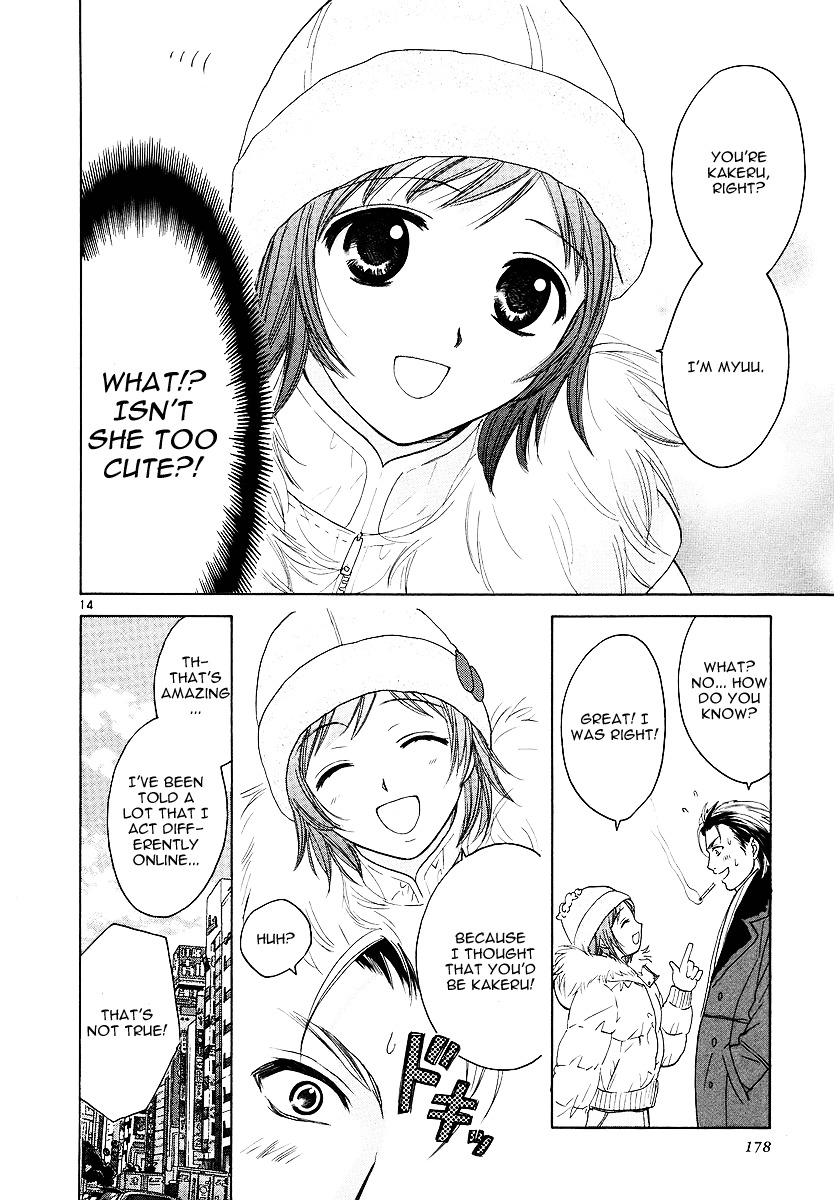 YOU'RE
KAKERU,
RIGHT?
I'M MYUU.
WHAT!?
ISN'T
SHE TOO
CUTE?!
14
WHAT?
NO... HOW
DO YOU
KNOW?
GREAT! I
WAS RIGHT!
BECAUSE
I THOUGHT
THAT YOU'D
BE KAKERU!
HUH?
ドキッ
TH-
THAT'S
AMAZING
...
I'VE BEEN
TOLD A
LOT THAT I
ACT DIFF-
ERENTLY
ONLINE...
THAT'S
NOT TRUE!
178